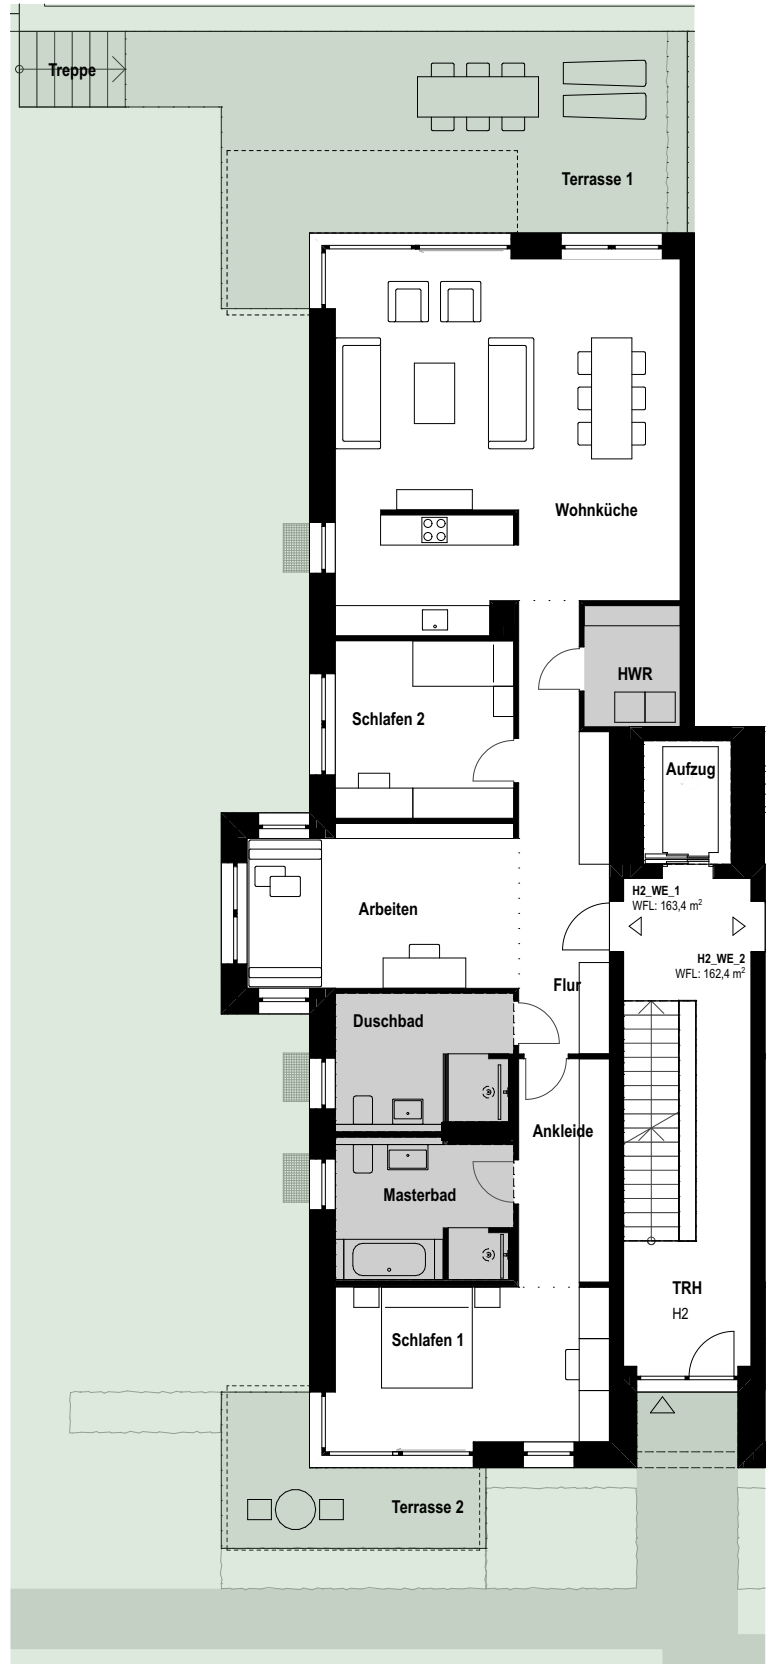 Treppe
Terrasse 1
Wohnküche
HWR
Schlafen 2
Aufzug
H2_WE_1
WFL: 163,4 m²
Arbeiten
H2_WE_2
WFL: 162,4 m²
Flur
Duschbad
Ankleide
Masterbad
TRH
H2
Schlafen 1
Terrasse 2